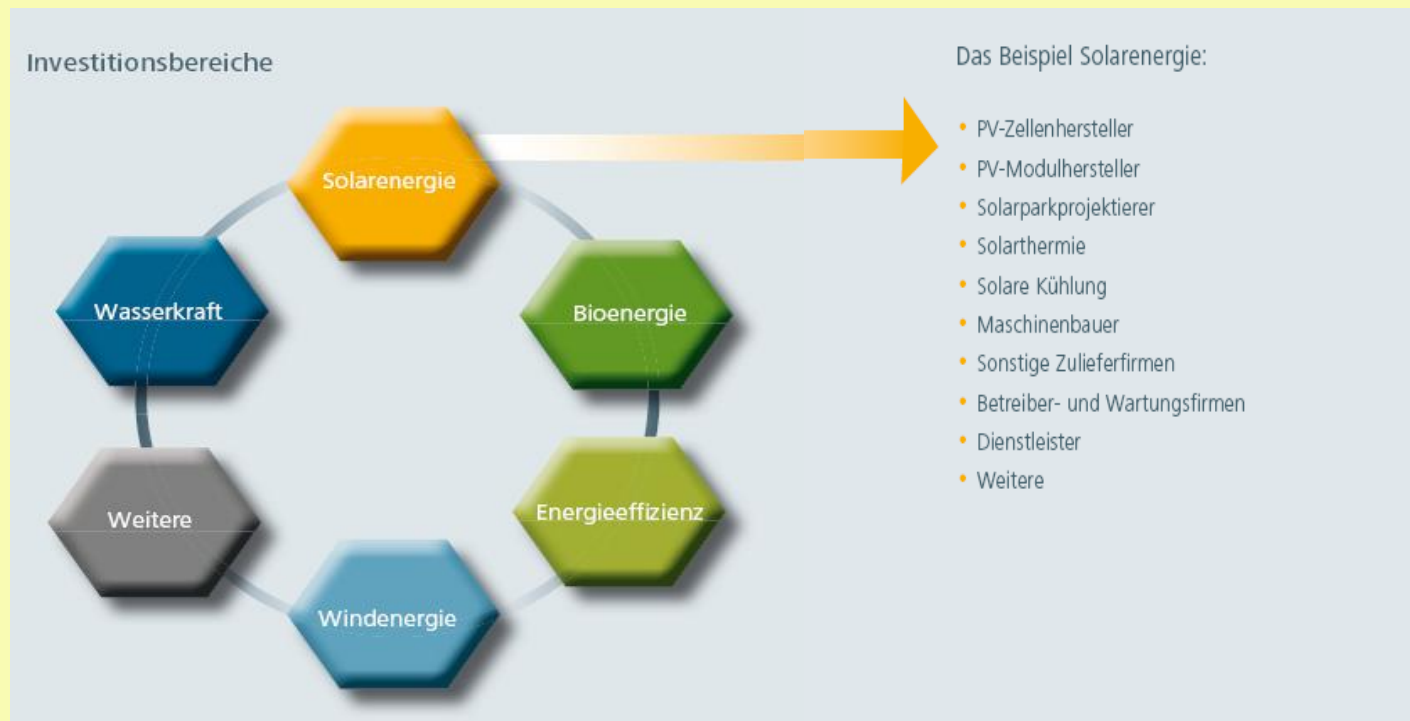 Investitionsbereiche
Solarenergie
Bioenergie
Energieeffizienz
Windenergie
Weitere
Wasserkraft
Das Beispiel Solarenergie:
• PV-Zellenhersteller
• PV-Modulhersteller
• Solarparkprojektierer
• Solarthermie
• Solare Kühlung
• Maschinenbauer
• Sonstige Zulieferfirmen
• Betreiber- und Wartungsfirmen
• Dienstleister
• Weitere